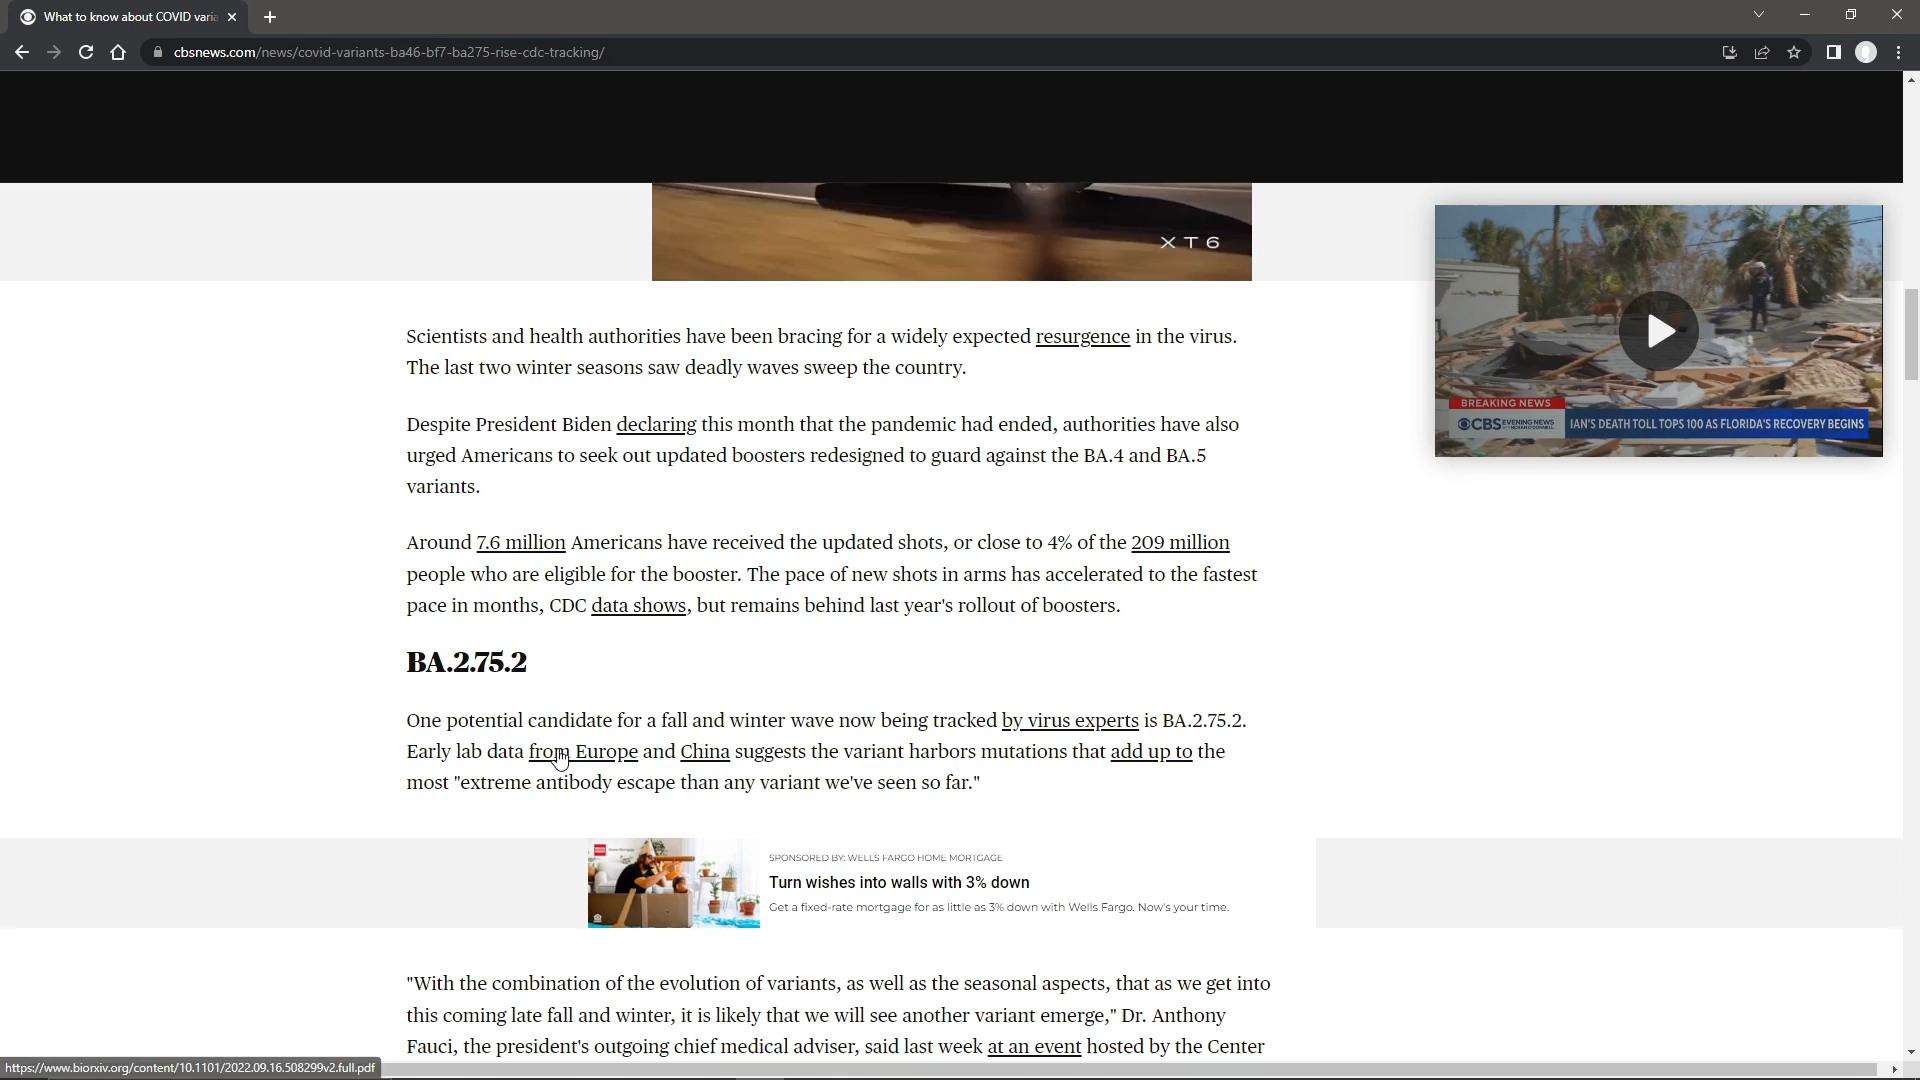 What to know about COVID varia
cbsnews.com/news/covid-variants-ba46-bf7-ba275-rise-cdc-tracking/
XT6
BREAKING NEWS
CBS EVENING NEWS
IAN'S DEATH TOLL TOPS 100 AS FLORIDA'S RECOVERY BEGINS
Scientists and health authorities have been bracing for a widely expected resurgence in the virus.
The last two winter seasons saw deadly waves sweep the country.
Despite President Biden declaring this month that the pandemic had ended, authorities have also
urged Americans to seek out updated boosters redesigned to guard against the BA.4 and BA.5
variants.
Around 7.6 million Americans have received the updated shots, or close to 4% of the 209 million
people who are eligible for the booster. The pace of new shots in arms has accelerated to the fastest
pace in months, CDC data shows, but remains behind last year's rollout of boosters.
BA.2.75.2
One potential candidate for a fall and winter wave now being tracked by virus experts is BA.2.75.2.
Early lab data from Europe and China suggests the variant harbors mutations that add up to the
most "extreme antibody escape than any variant we've seen so far."
SPONSORED BY: WELLS FARGO HOME MORTGAGE
Turn wishes into walls with 3% down
Get a fixed-rate mortgage for as little as 3% down with Wells Fargo. Now's your time.
"With the combination of the evolution of variants, as well as the seasonal aspects, that as we get into
this coming late fall and winter, it is likely that we will see another variant emerge," Dr. Anthony
Fauci, the president's outgoing chief medical adviser, said last week at an event hosted by the Center
https://www.biorxiv.org/content/10.1101/2022.09.16.508299v2.full.pdf